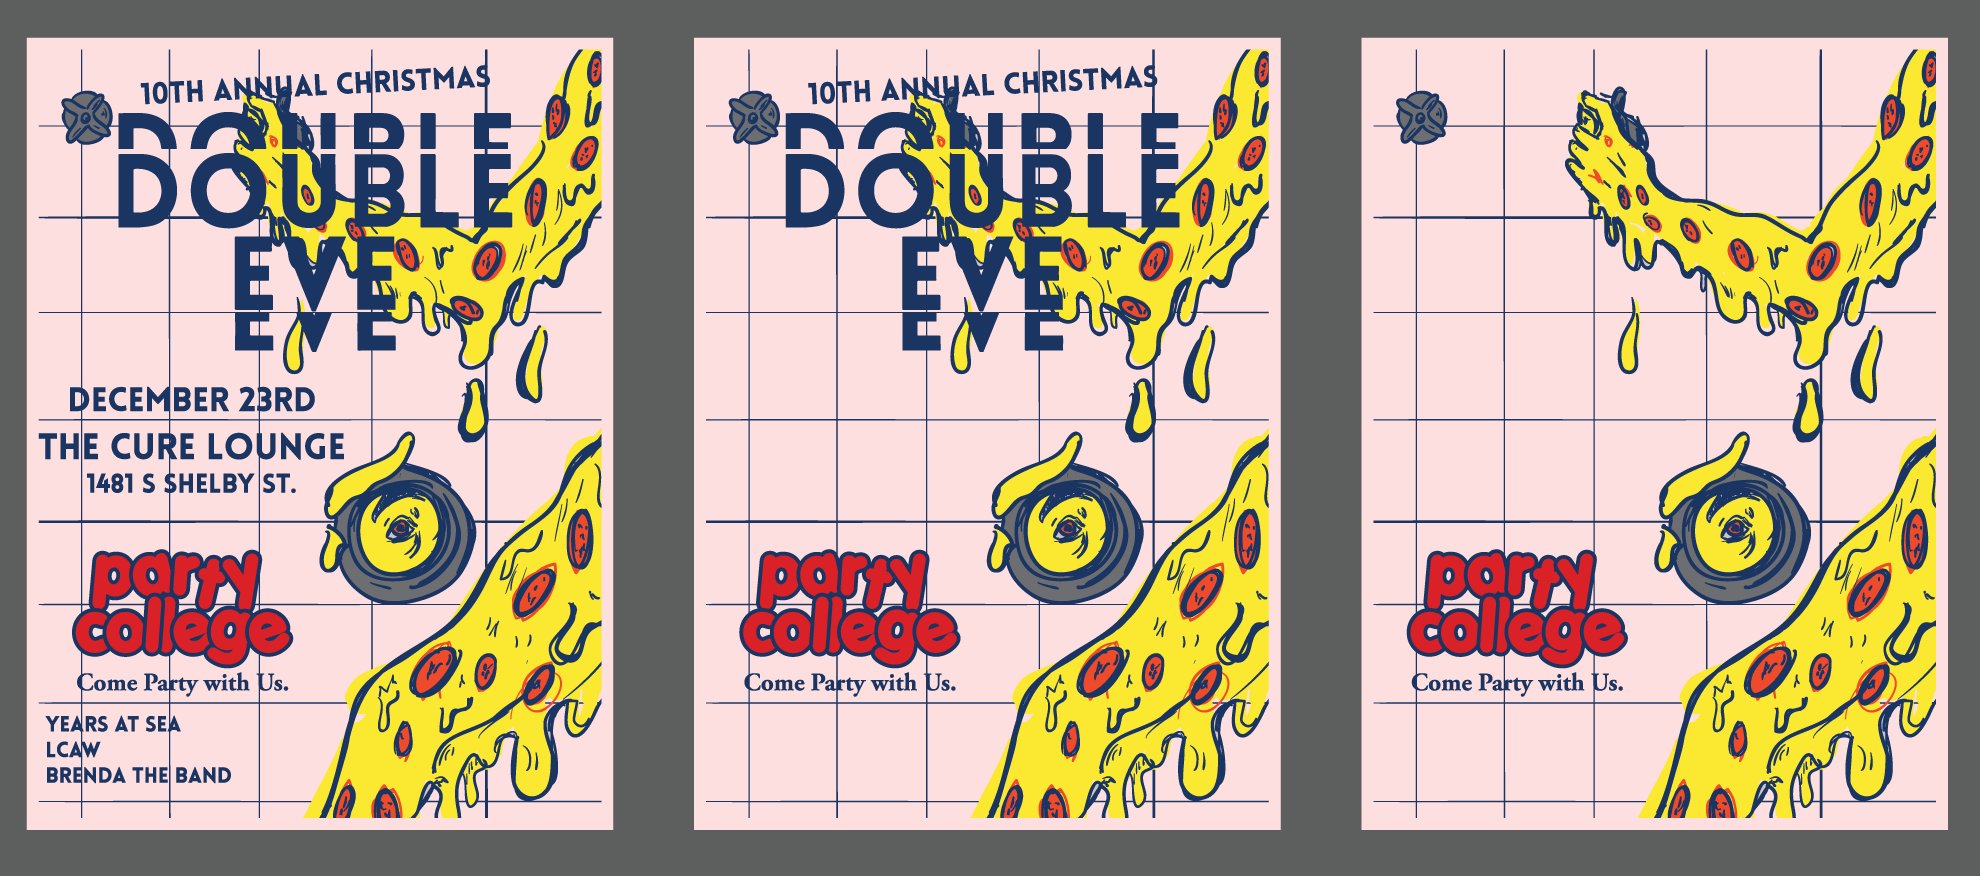 10TH ANNUAL CHRISTMAS
DOUBLE
DOUBLE
EVE
EVE
DECEMBER 23RD
THE CURE LOUNGE
1481 S SHELBY ST.
party
college
Come Party with Us.
YEARS AT SEA
LCAW
BRENDA THE BAND
10TH ANNUAL CHRISTMAS
DOUBLE
DOUBLE
EVE
EVE
party
college
Come Party with Us.
party
college
Come Party with Us.